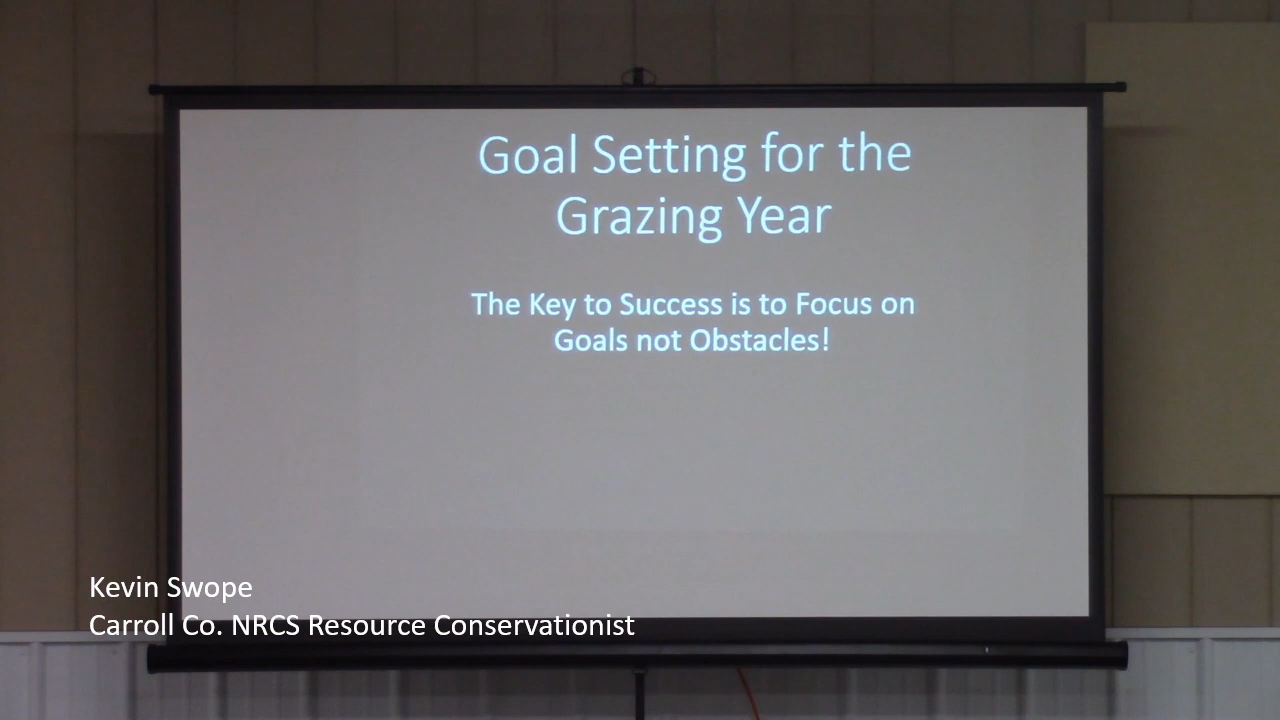 Goal Setting for the
Grazing Year
The Key to Success is to Focus on
Goals not Obstacles!
Kevin Swope
Carroll Co. NRCS Resource Conservationist